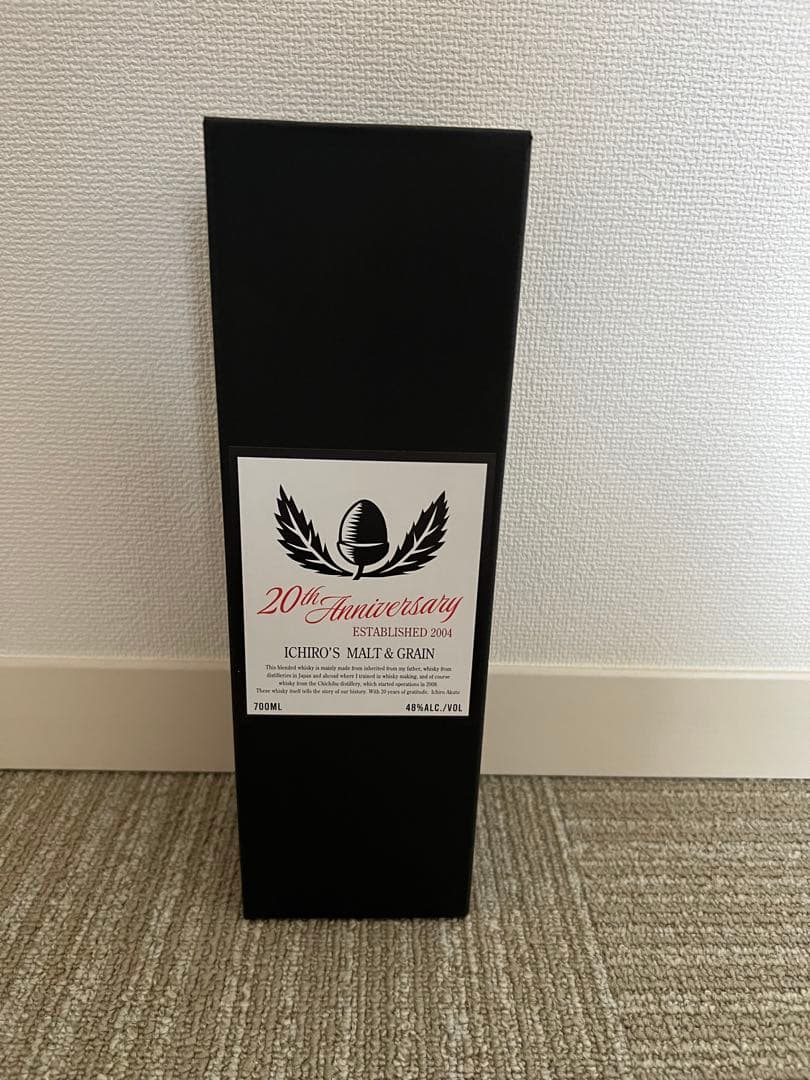 20th Anniversary
ESTABLISHED 2004
ICHIRO'S MALT & GRAIN
This blended whisky is mainly made from inherited from my father, whisky from
distilleries in Japan and abroad where I trained in whisky making, and of course
whisky from the Chichibu distillery, which started operations in 2008.
These whisky itself tells the story of our history. With 20 years of gratitude. Ichiro Akuto
700ML 48%ALC./VOL